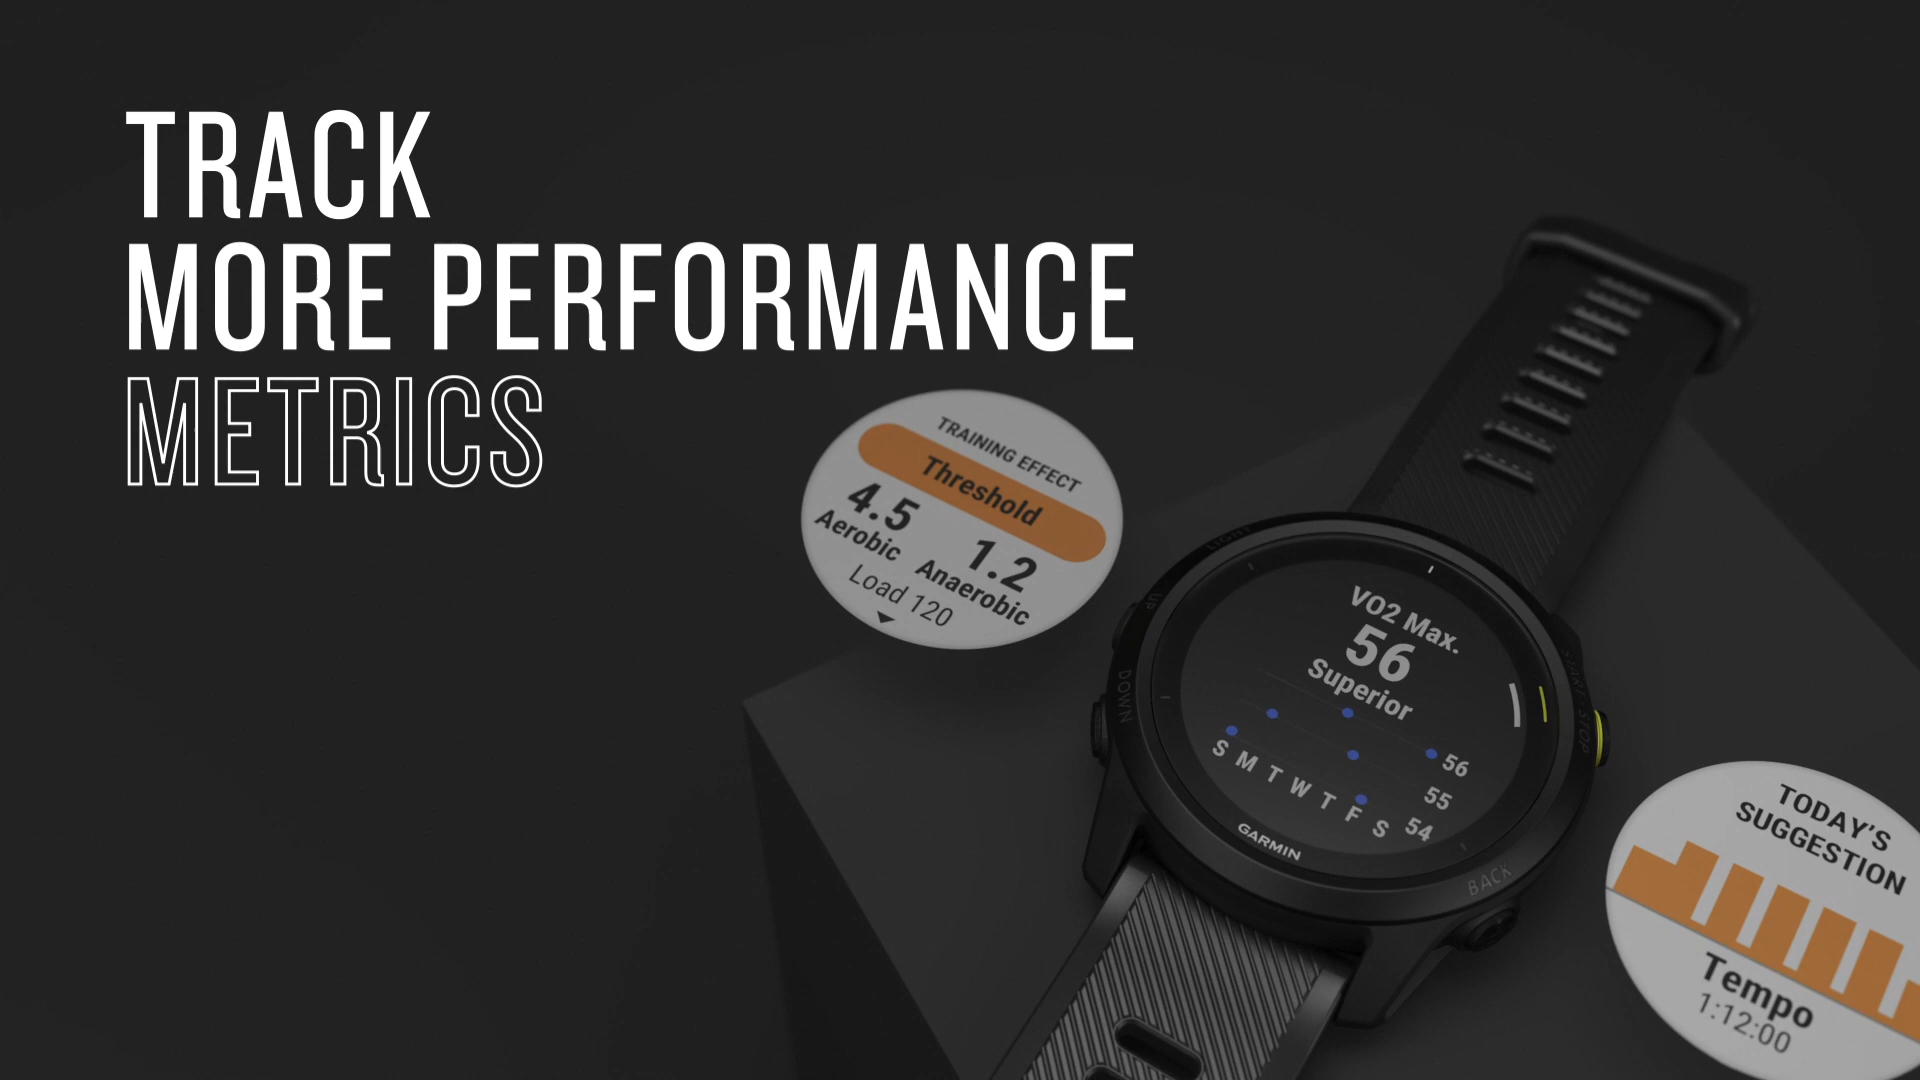 TRACK
MORE PERFORMANCE
METRICS
TRAINING EFFECT
Threshold
4.5
Aerobic
1.2
Anaerobic
Load 120
LIGHT
UP
DOWN
VO2 Max.
56
Superior
56
55
54
S M T W T F S
GARMIN
START·STOP
BACK
TODAY'S
SUGGESTION
Tempo
1:12:00